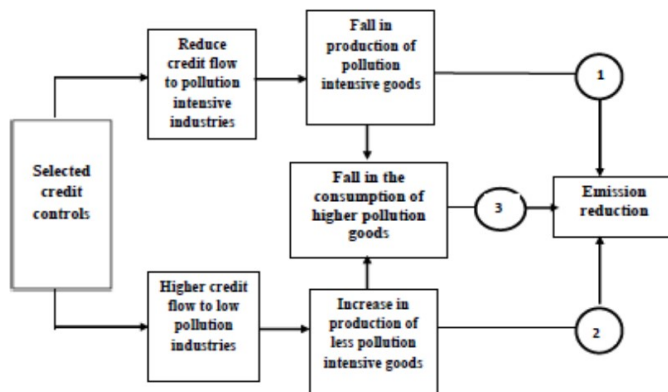 Selected
credit
controls
Reduce
credit flow
to pollution
intensive
industries
Fall in
production of
pollution
intensive goods
1
Fall in the
consumption of
higher pollution
goods
3
Emission
reduction
Higher credit
flow to low
pollution
industries
Increase in
production of
less pollution
intensive goods
2